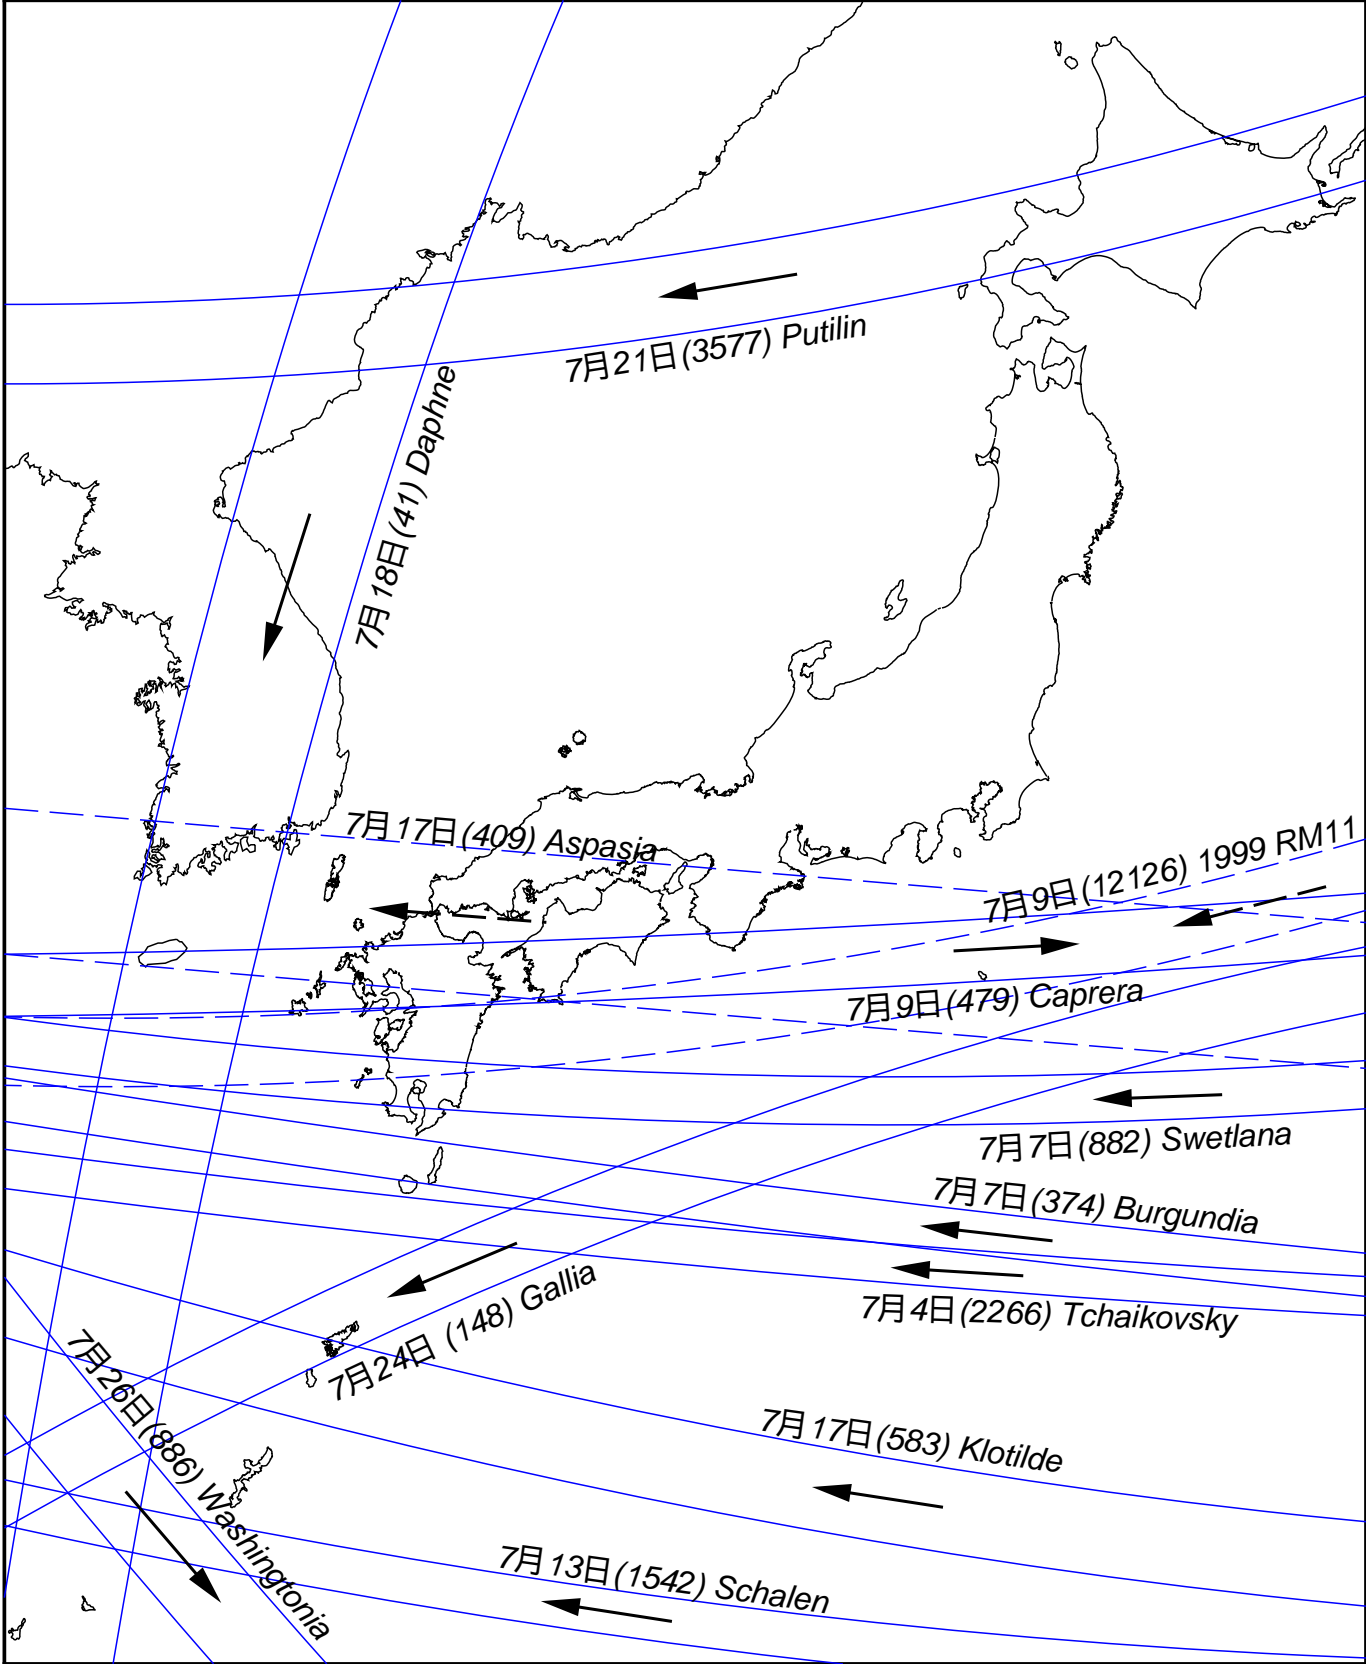 7月21日(3577) Putilin
7月18日(41) Daphne
7月17日(409) Aspasia
7月9日(12126) 1999 RM11
7月9日(479) Caprera
7月7日(882) Swetlana
7月7日(374) Burgundia
7月4日(2266) Tchaikovsky
7月24日 (148) Gallia
7月26日(886) Washingtonia
7月17日(583) Klotilde
7月13日(1542) Schalen